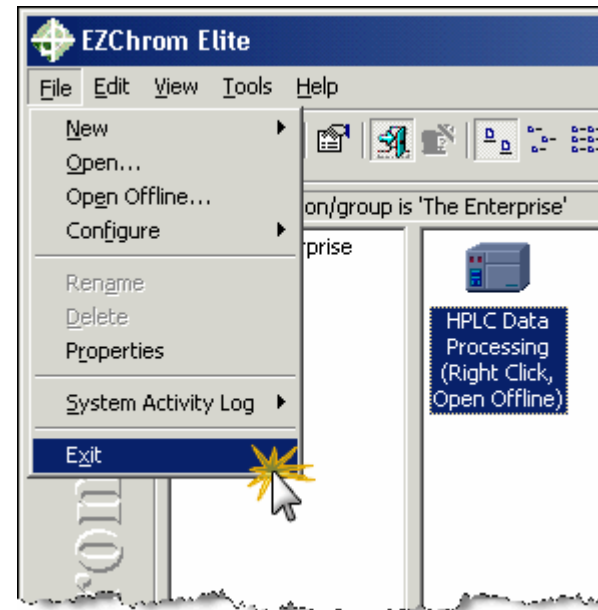 EZChrom Elite
File Edit View Tools Help
New
Open...
Open Offline...
Configure
Rename
Delete
Properties
System Activity Log
Exit
on/group is 'The Enterprise'
rprise
HPLC Data
Processing
(Right Click,
Open Offline)
rom